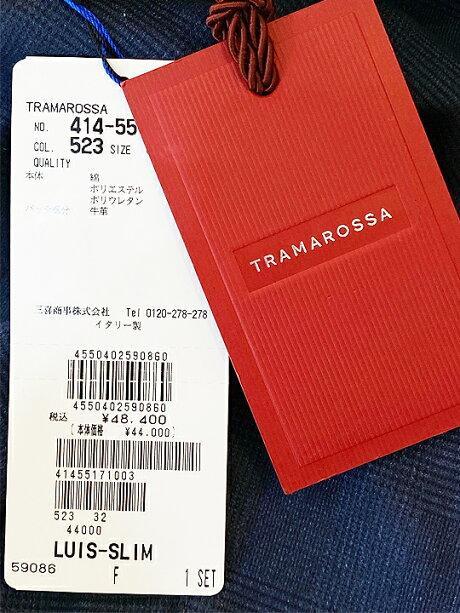 TRAMAROSSA
NO. 414-55
COL. 523 SIZE
QUALITY
本体 綿
ポリエステル
ポリウレタン
牛革
三喜商事株式会社 Tel 0120-278-278
イタリー製
4550402590860
4550402590860
税込 ¥48,400
[本体価格 ¥44,000]
41455171003
523 32
44000
LUIS-SLIM
59086 F 1 SET
TRAMAROSSA